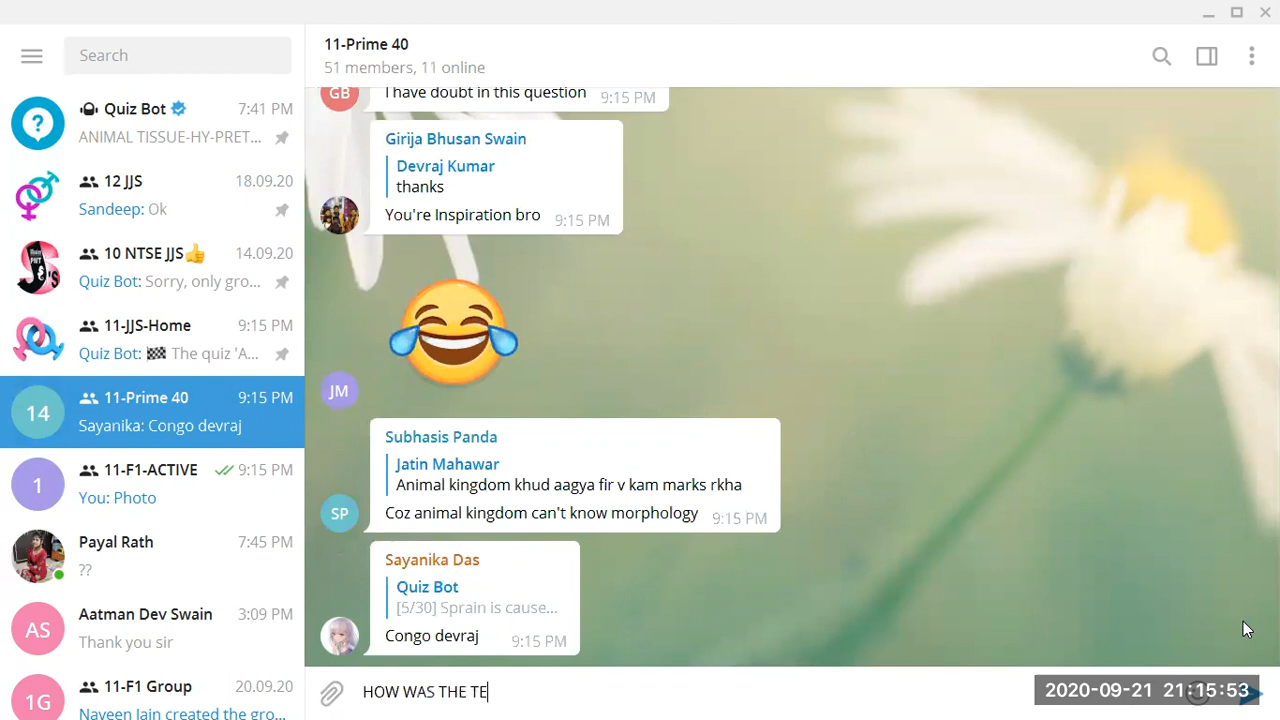 Search
Quiz Bot 7:41 PM
ANIMAL TISSUE-HY-PRET...
12 JJS 18.09.20
Sandeep: Ok
10 NTSE JJS👍 14.09.20
Quiz Bot: Sorry, only gro...
11-JJS-Home 9:15 PM
Quiz Bot: 🏁 The quiz 'A...
14
11-Prime 40 9:15 PM
Sayanika: Congo devraj
1
11-F1-ACTIVE 9:15 PM
You: Photo
Payal Rath 7:45 PM
??
AS
Aatman Dev Swain 3:09 PM
Thank you sir
1G
11-F1 Group 20.09.20
Naveen Jain created the gro...
11-Prime 40
51 members, 11 online
GB
I have doubt in this question 9:15 PM
Girija Bhusan Swain
Devraj Kumar
thanks
You're Inspiration bro 9:15 PM
JM
Subhasis Panda
Jatin Mahawar
Animal kingdom khud aagya fir v kam marks rkha
SP
Coz animal kingdom can't know morphology 9:15 PM
Sayanika Das
Quiz Bot
[5/30] Sprain is cause...
Congo devraj 9:15 PM
HOW WAS THE TE
2020-09-21 21:15:53